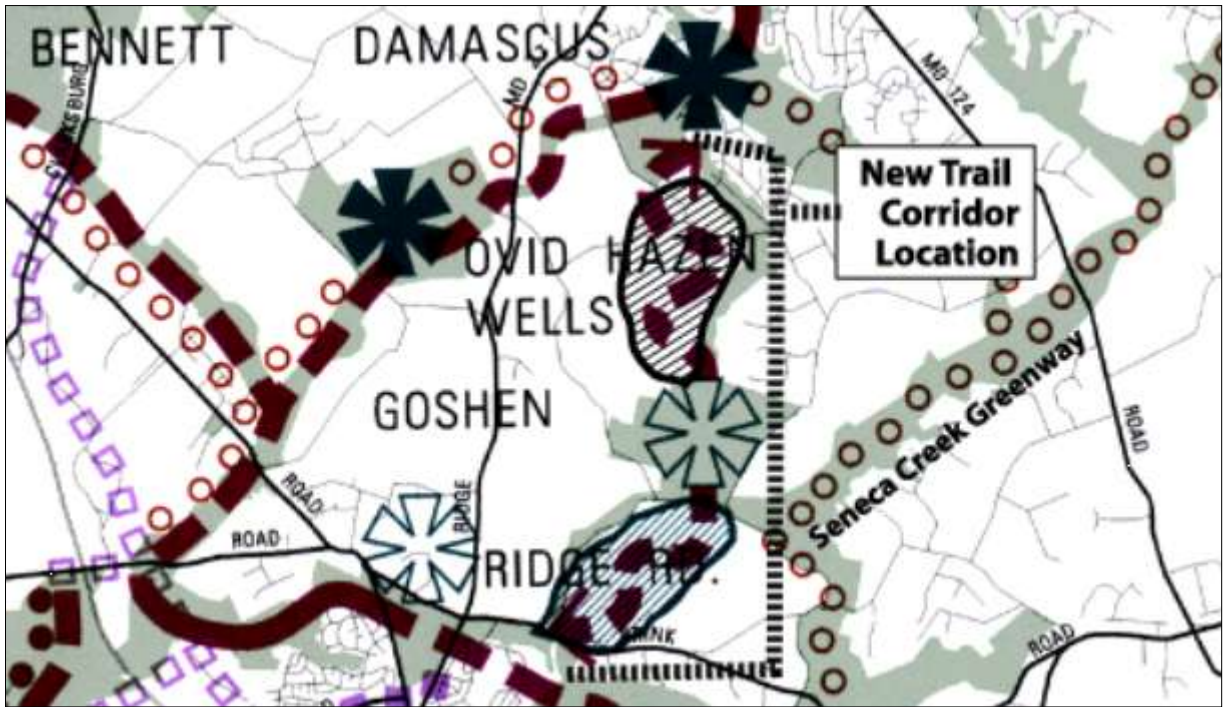 BENNETT
DAMASCUS
MD
MD 124
New Trail
Corridor
Location
OVID HAZEN
WELLS
GOSHEN
ROAD
Seneca Creek Greenway
ROAD
RIDGE
ROAD
RIDGE RD.
ROAD